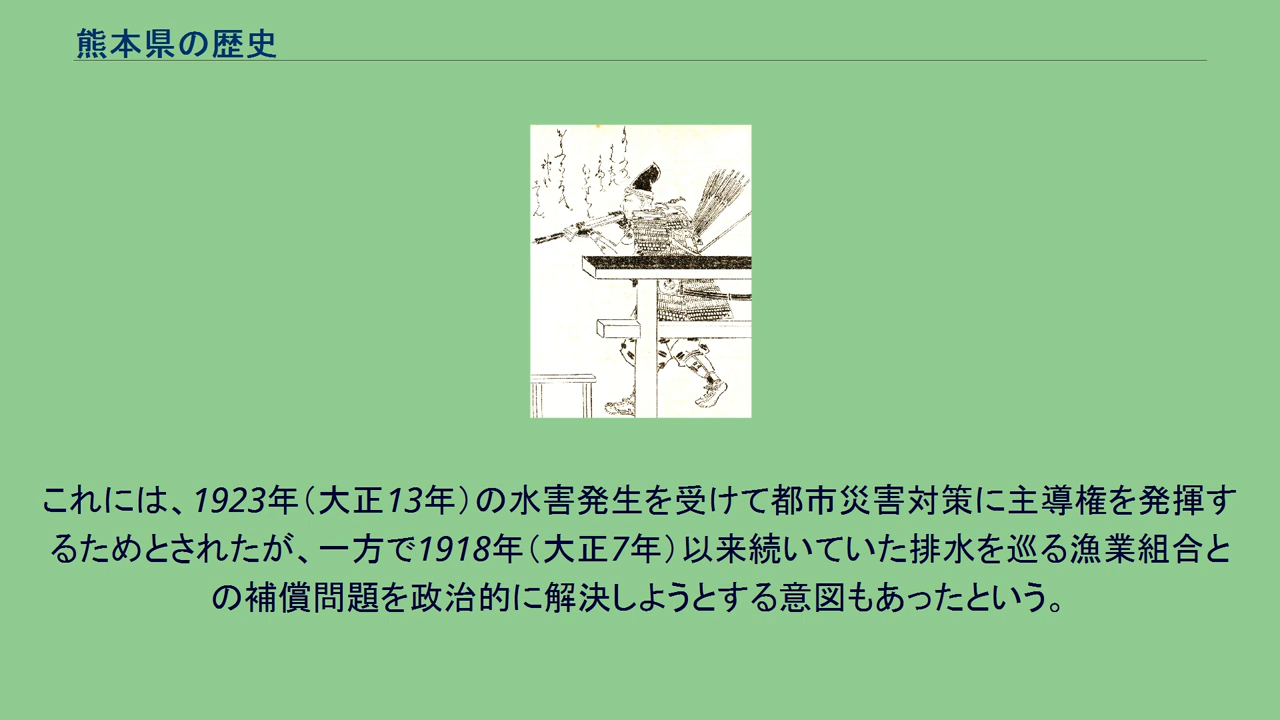 熊本県の歴史
これには、1923年（大正13年）の水害発生を受けて都市災害対策に主導権を発揮す
るためとされたが、一方で1918年（大正7年）以来続いていた排水を巡る漁業組合と
の補償問題を政治的に解決しようとする意図もあったという。